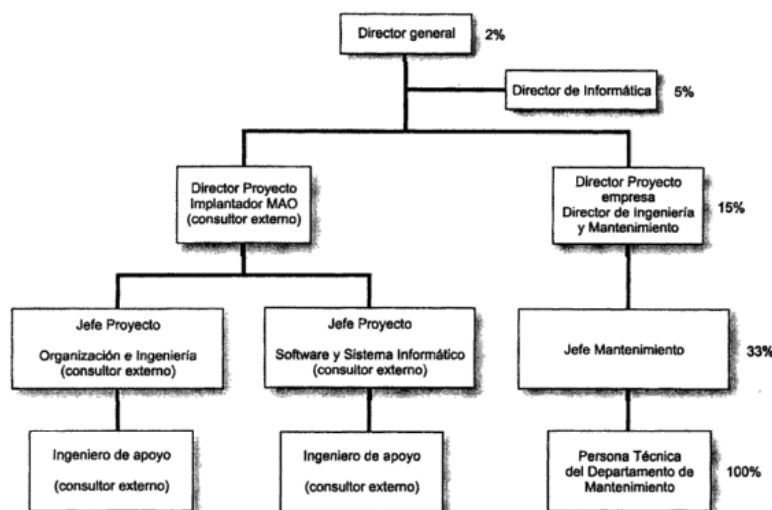 Director general
2%
Director de Informática
5%
Director Proyecto
Implantador MAO
(consultor externo)
Director Proyecto
empresa
Director de Ingeniería
y Mantenimiento
15%
Jefe Proyecto
Organización e Ingeniería
(consultor externo)
Jefe Proyecto
Software y Sistema Informático
(consultor externo)
Jefe Mantenimiento
33%
Ingeniero de apoyo
(consultor externo)
Ingeniero de apoyo
(consultor externo)
Persona Técnica
del Departamento de
Mantenimiento
100%